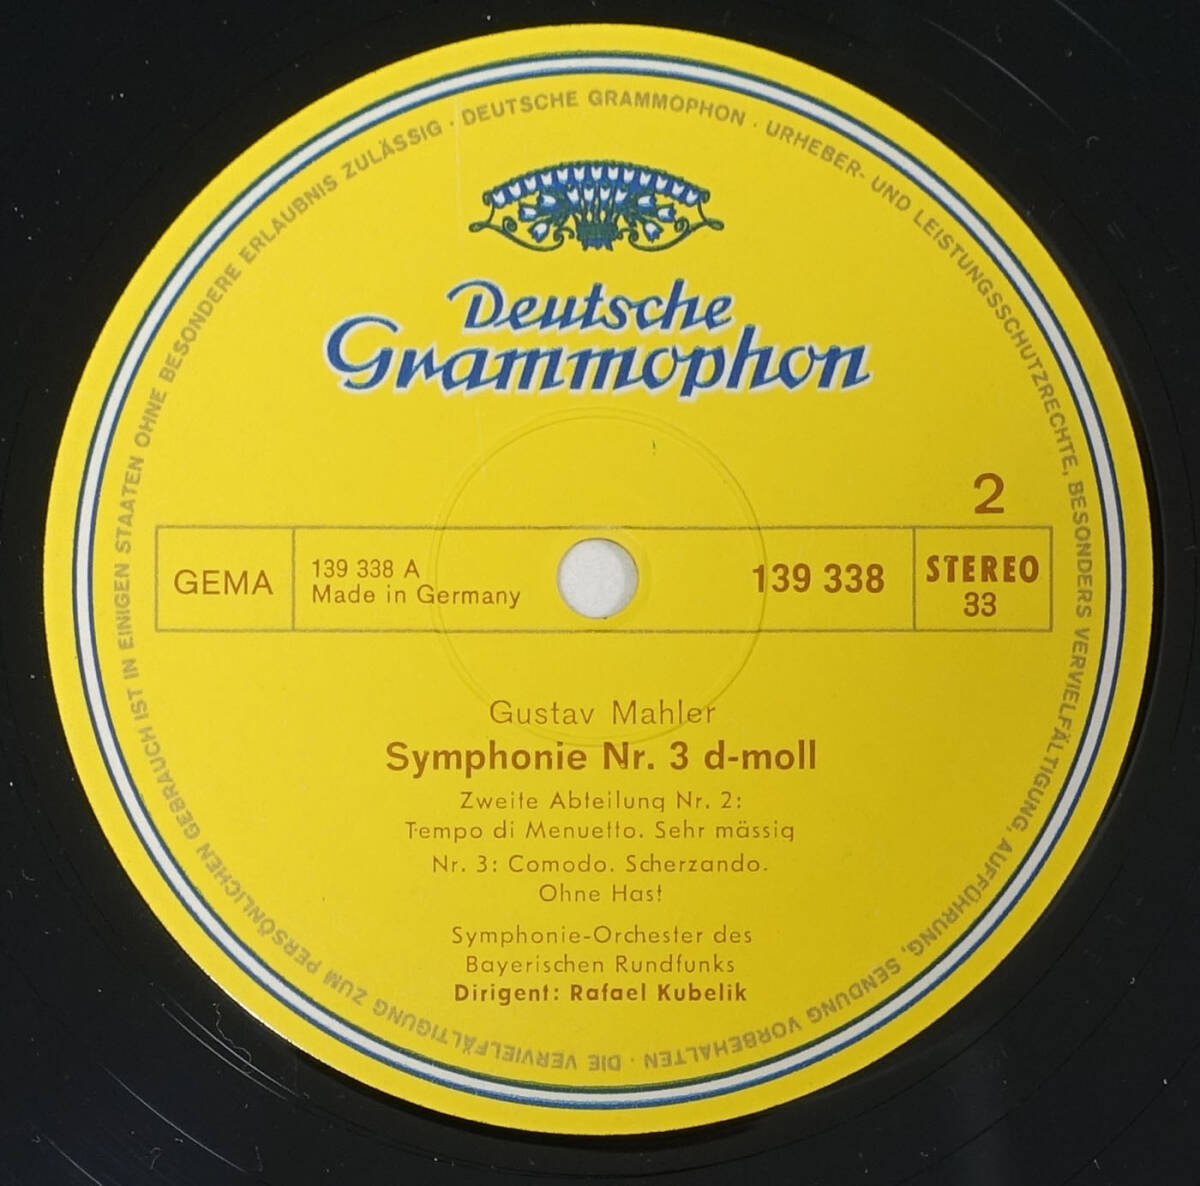 DEUTSCHE GRAMMOPHON · URHEBER- UND LEISTUNGSSCHUTZRECHTE, BESONDERS VERVIELFÄLTIGUNG, AUFFÜHRUNG, SENDUNG VORBEHALTEN · DIE VERVIELFÄLTIGUNG ZUM PERSÖNLICHEN GEBRAUCH IST IN EINIGEN STAATEN OHNE BESONDERE ERLAUBNIS ZULÄSSIG ·
Deutsche
Grammophon
2
GEMA
139 338 A
Made in Germany
139 338
STEREO
33
Gustav Mahler
Symphonie Nr. 3 d-moll
Zweite Abteilung Nr. 2:
Tempo di Menuetto. Sehr mässig
Nr. 3: Comodo. Scherzando.
Ohne Hast
Symphonie-Orchester des
Bayerischen Rundfunks
Dirigent: Rafael Kubelik